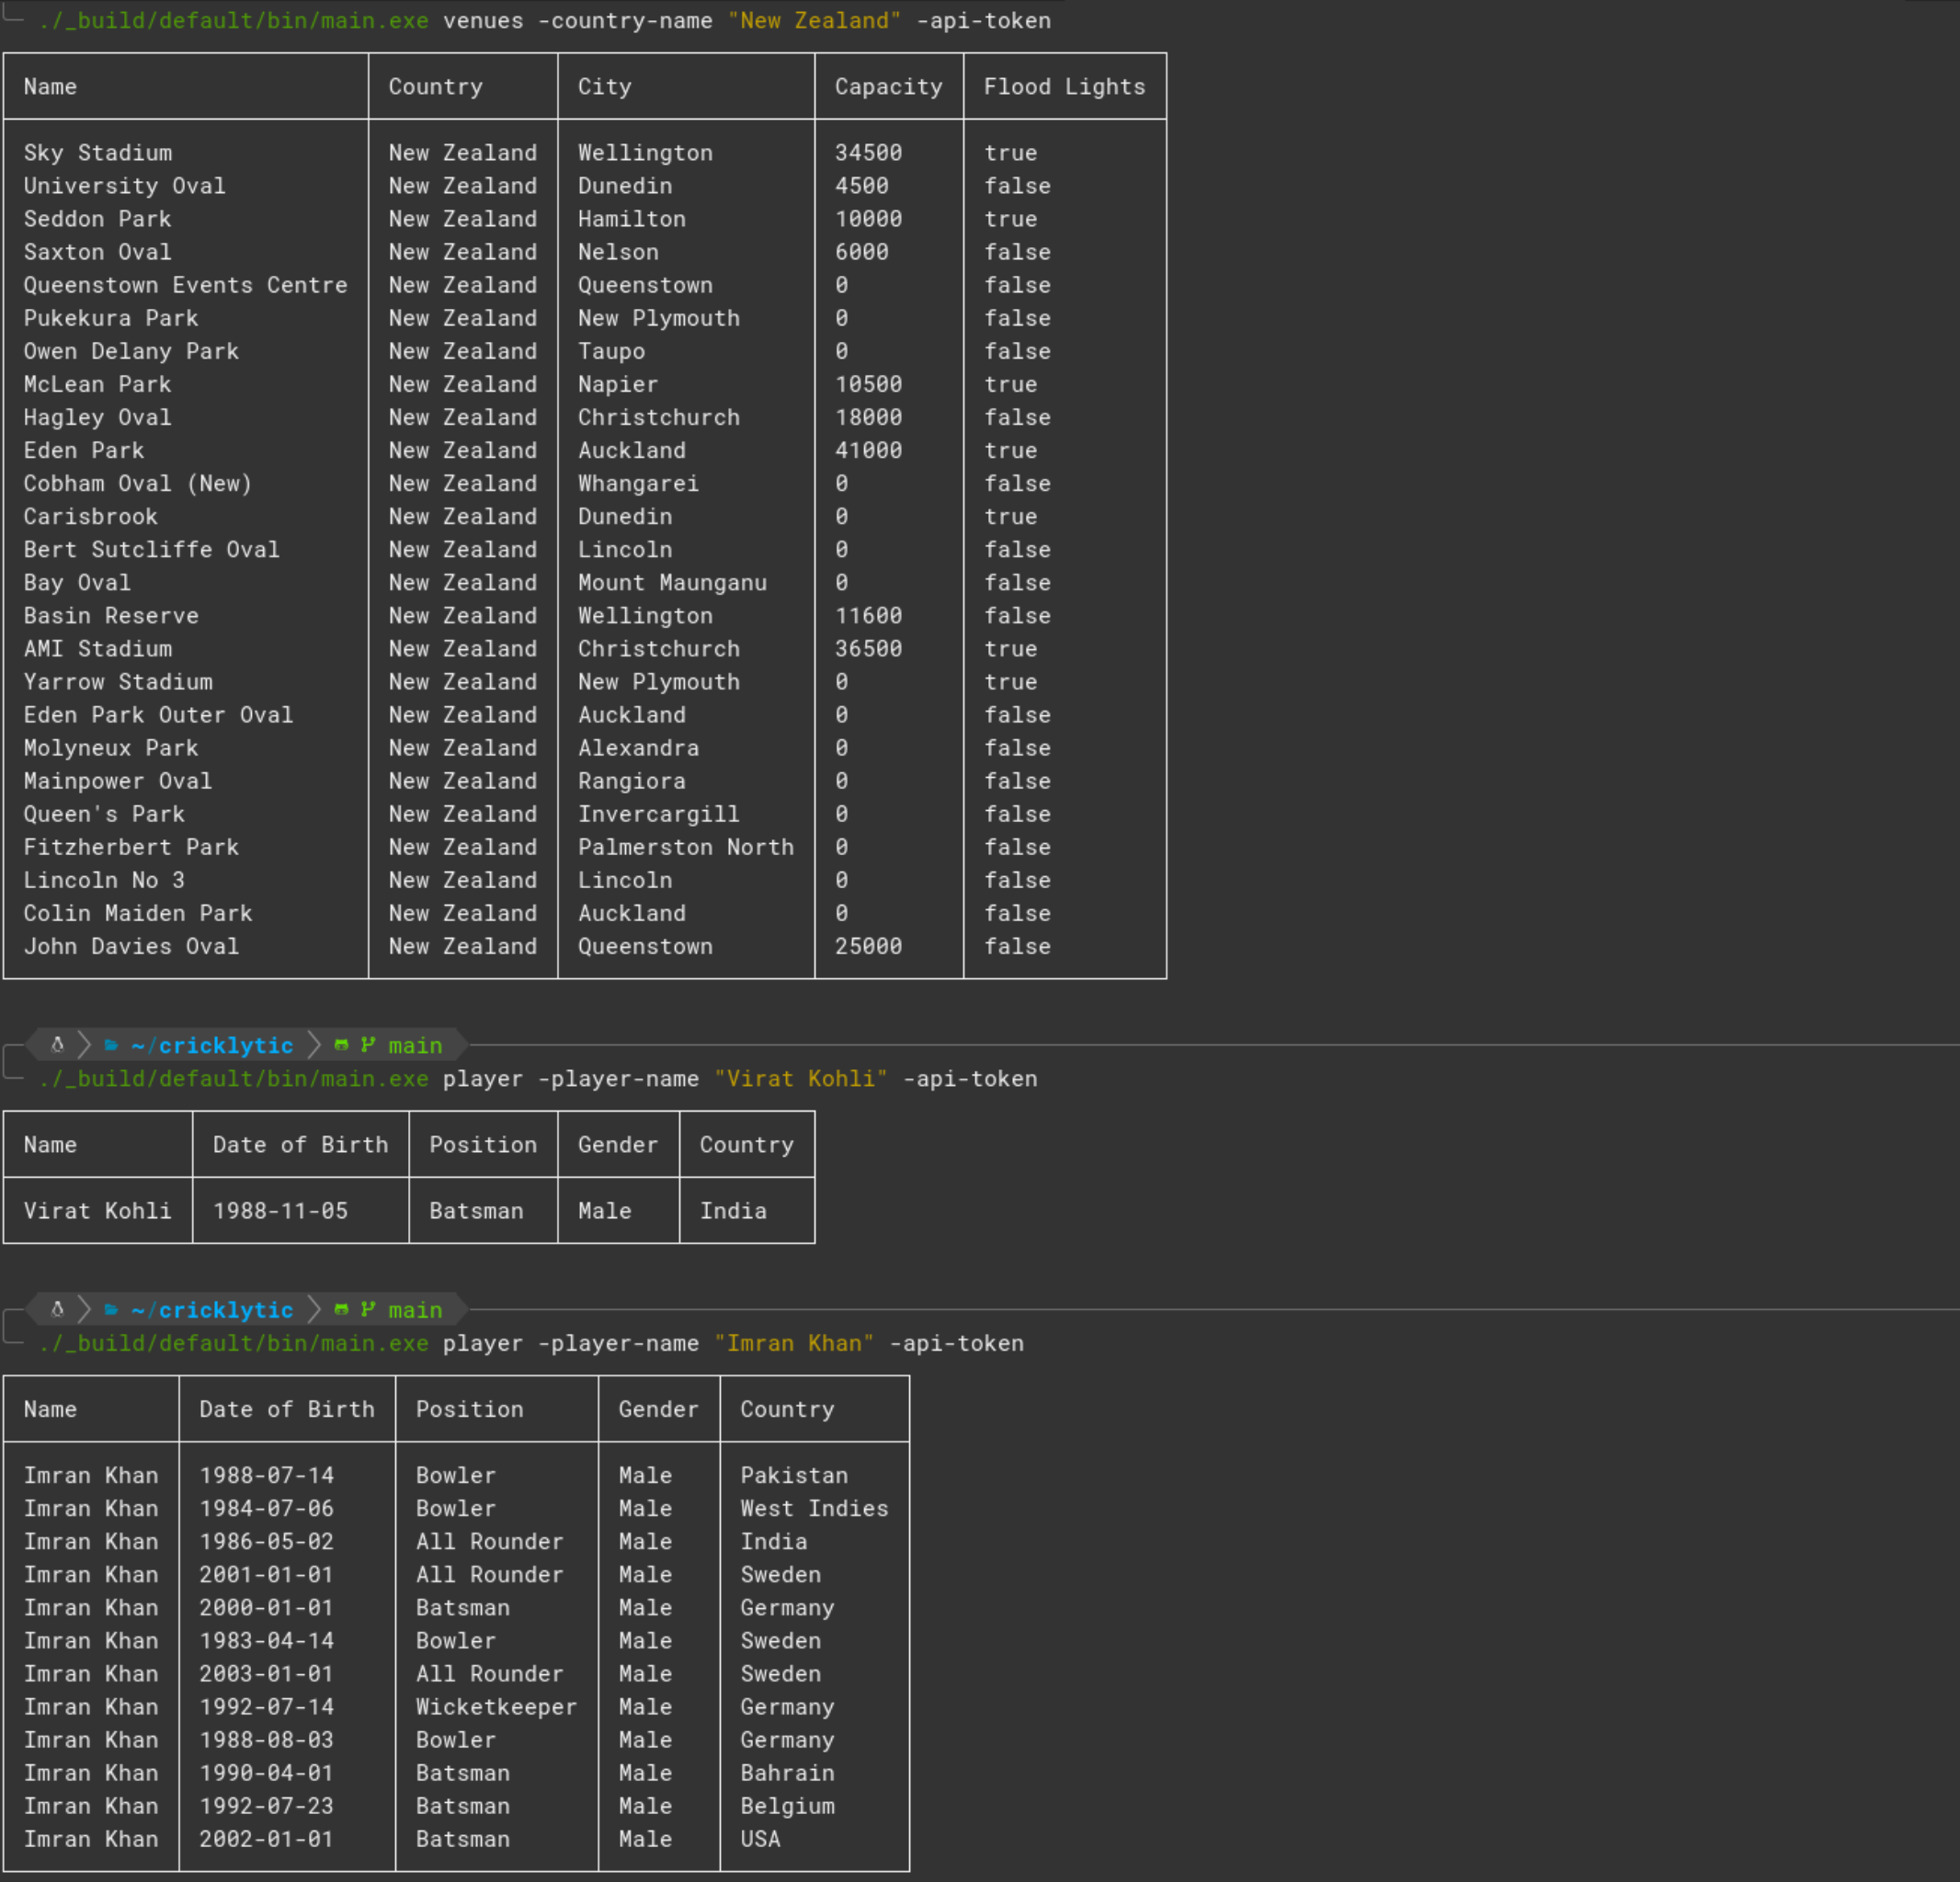 ./_build/default/bin/main.exe venues -country-name "New Zealand" -api-token
Name Country City Capacity Flood Lights
Sky Stadium New Zealand Wellington 34500 true
University Oval New Zealand Dunedin 4500 false
Seddon Park New Zealand Hamilton 10000 true
Saxton Oval New Zealand Nelson 6000 false
Queenstown Events Centre New Zealand Queenstown 0 false
Pukekura Park New Zealand New Plymouth 0 false
Owen Delany Park New Zealand Taupo 0 false
McLean Park New Zealand Napier 10500 true
Hagley Oval New Zealand Christchurch 18000 false
Eden Park New Zealand Auckland 41000 true
Cobham Oval (New) New Zealand Whangarei 0 false
Carisbrook New Zealand Dunedin 0 true
Bert Sutcliffe Oval New Zealand Lincoln 0 false
Bay Oval New Zealand Mount Maunganu 0 false
Basin Reserve New Zealand Wellington 11600 false
AMI Stadium New Zealand Christchurch 36500 true
Yarrow Stadium New Zealand New Plymouth 0 true
Eden Park Outer Oval New Zealand Auckland 0 false
Molyneux Park New Zealand Alexandra 0 false
Mainpower Oval New Zealand Rangiora 0 false
Queen's Park New Zealand Invercargill 0 false
Fitzherbert Park New Zealand Palmerston North 0 false
Lincoln No 3 New Zealand Lincoln 0 false
Colin Maiden Park New Zealand Auckland 0 false
John Davies Oval New Zealand Queenstown 25000 false
~/cricklytic main
./_build/default/bin/main.exe player -player-name "Virat Kohli" -api-token
Name Date of Birth Position Gender Country
Virat Kohli 1988-11-05 Batsman Male India
~/cricklytic main
./_build/default/bin/main.exe player -player-name "Imran Khan" -api-token
Name Date of Birth Position Gender Country
Imran Khan 1988-07-14 Bowler Male Pakistan
Imran Khan 1984-07-06 Bowler Male West Indies
Imran Khan 1986-05-02 All Rounder Male India
Imran Khan 2001-01-01 All Rounder Male Sweden
Imran Khan 2000-01-01 Batsman Male Germany
Imran Khan 1983-04-14 Bowler Male Sweden
Imran Khan 2003-01-01 All Rounder Male Sweden
Imran Khan 1992-07-14 Wicketkeeper Male Germany
Imran Khan 1988-08-03 Bowler Male Germany
Imran Khan 1990-04-01 Batsman Male Bahrain
Imran Khan 1992-07-23 Batsman Male Belgium
Imran Khan 2002-01-01 Batsman Male USA